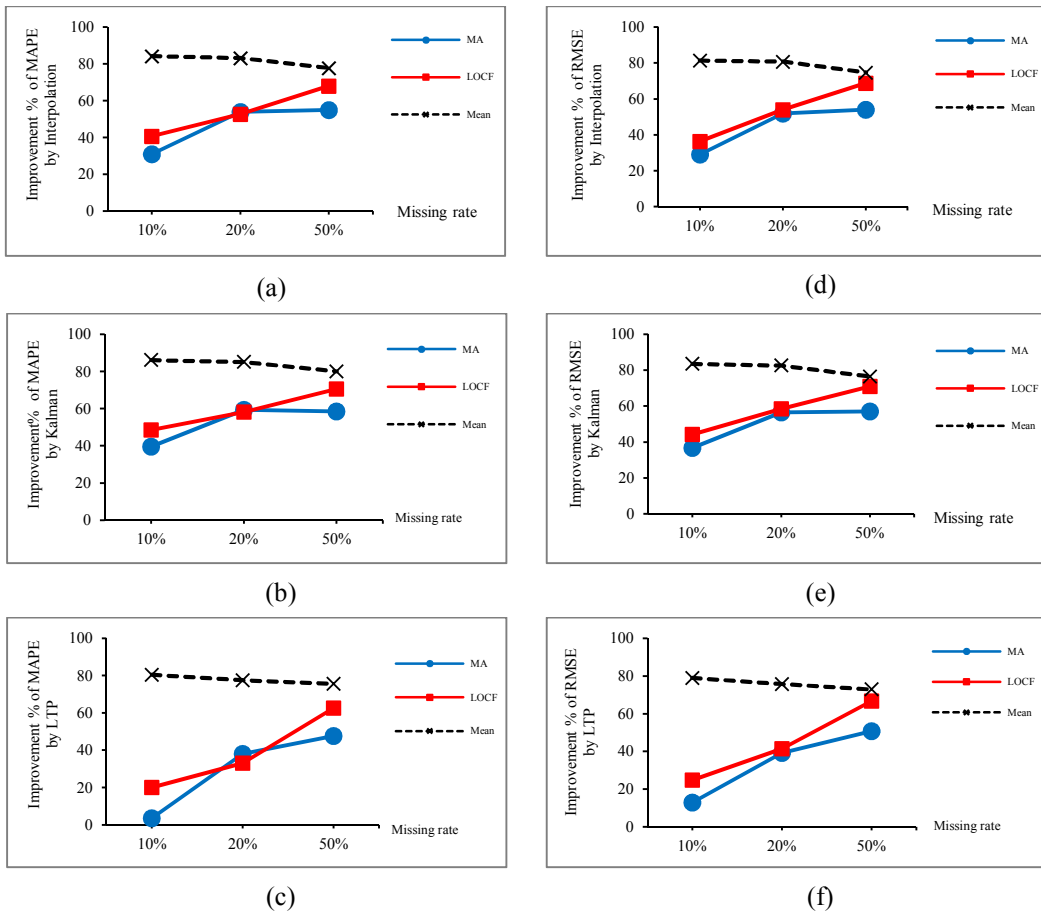 Improvement % of MAPE
by Interpolation
100
80
60
40
20
0
10%
20%
50%
Missing rate
MA
LOCF
Mean
(a)
Improvement % of RMSE
by Interpolation
100
80
60
40
20
0
10%
20%
50%
Missing rate
MA
LOCF
Mean
(d)
Improvement% of MAPE
by Kalman
100
80
60
40
20
0
10%
20%
50%
Missing rate
MA
LOCF
Mean
(b)
Improvement % of RMSE
by Kalman
100
80
60
40
20
0
10%
20%
50%
Missing rate
MA
LOCF
Mean
(e)
Improvement % of MAPE
by LTP
100
80
60
40
20
0
10%
20%
50%
Missing rate
MA
LOCF
Mean
(c)
Improvement % of RMSE
by LTP
100
80
60
40
20
0
10%
20%
50%
Missing rate
MA
LOCF
Mean
(f)